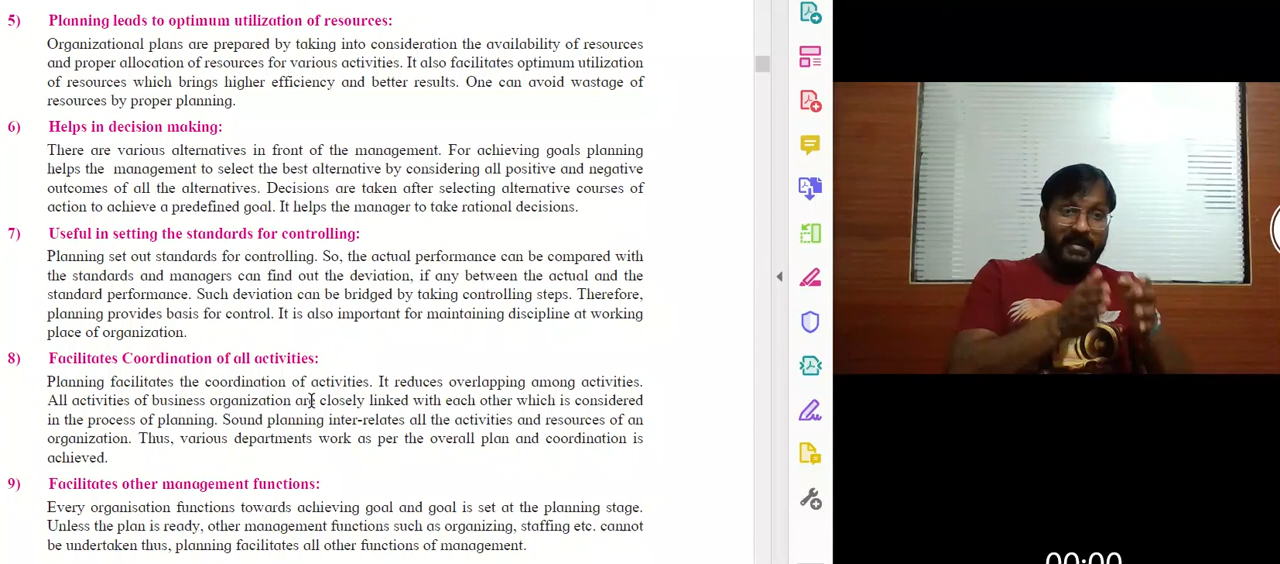 5) Planning leads to optimum utilization of resources:
Organizational plans are prepared by taking into consideration the availability of resources
and proper allocation of resources for various activities. It also facilitates optimum utilization
of resources which brings higher efficiency and better results. One can avoid wastage of
resources by proper planning.
6) Helps in decision making:
There are various alternatives in front of the management. For achieving goals planning
helps the management to select the best alternative by considering all positive and negative
outcomes of all the alternatives. Decisions are taken after selecting alternative courses of
action to achieve a predefined goal. It helps the manager to take rational decisions.
7) Useful in setting the standards for controlling:
Planning set out standards for controlling. So, the actual performance can be compared with
the standards and managers can find out the deviation, if any between the actual and the
standard performance. Such deviation can be bridged by taking controlling steps. Therefore,
planning provides basis for control. It is also important for maintaining discipline at working
place of organization.
8) Facilitates Coordination of all activities:
Planning facilitates the coordination of activities. It reduces overlapping among activities.
All activities of business organization are closely linked with each other which is considered
in the process of planning. Sound planning inter-relates all the activities and resources of an
organization. Thus, various departments work as per the overall plan and coordination is
achieved.
9) Facilitates other management functions:
Every organisation functions towards achieving goal and goal is set at the planning stage.
Unless the plan is ready, other management functions such as organizing, staffing etc. cannot
be undertaken thus, planning facilitates all other functions of management.
00:00